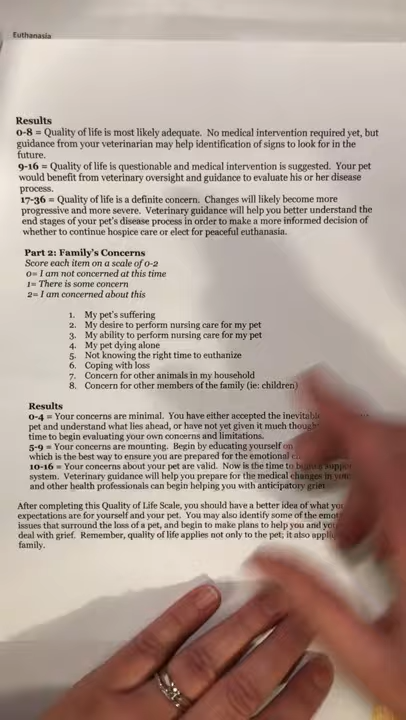 Euthanasia
Results
0-8 = Quality of life is most likely adequate. No medical intervention required yet, but
guidance from your veterinarian may help identification of signs to look for in the
future.
9-16 = Quality of life is questionable and medical intervention is suggested. Your pet
would benefit from veterinary oversight and guidance to evaluate his or her disease
process.
17-36 = Quality of life is a definite concern. Changes will likely become more
progressive and more severe. Veterinary guidance will help you better understand the
end stages of your pet's disease process in order to make a more informed decision of
whether to continue hospice care or elect for peaceful euthanasia.
Part 2: Family's Concerns
Score each item on a scale of 0-2
0= I am not concerned at this time
1= There is some concern
2= I am concerned about this
1. My pet's suffering
2. My desire to perform nursing care for my pet
3. My ability to perform nursing care for my pet
4. My pet dying alone
5. Not knowing the right time to euthanize
6. Coping with loss
7. Concern for other animals in my household
8. Concern for other members of the family (ie: children)
Results
0-4 = Your concerns are minimal. You have either accepted the
pet and understand what lies ahead, or have not yet given it much
time to begin evaluating your own concerns and limitations.
5-9 = Your concerns are mounting. Begin by educating yourself on
which is the best way to ensure you are prepared for the emotional
10-16 = Your concerns about your pet are valid. Now is the time to
system. Veterinary guidance will help you prepare for the medical changes in
and other health professionals can begin helping you with anticipatory grief
After completing this Quality of Life Scale, you should have a better idea of what
expectations are for yourself and your pet. You may also identify some of the
issues that surround the loss of a pet, and begin to make plans to help you and
deal with grief. Remember, quality of life applies not only to the pet; it also
family.